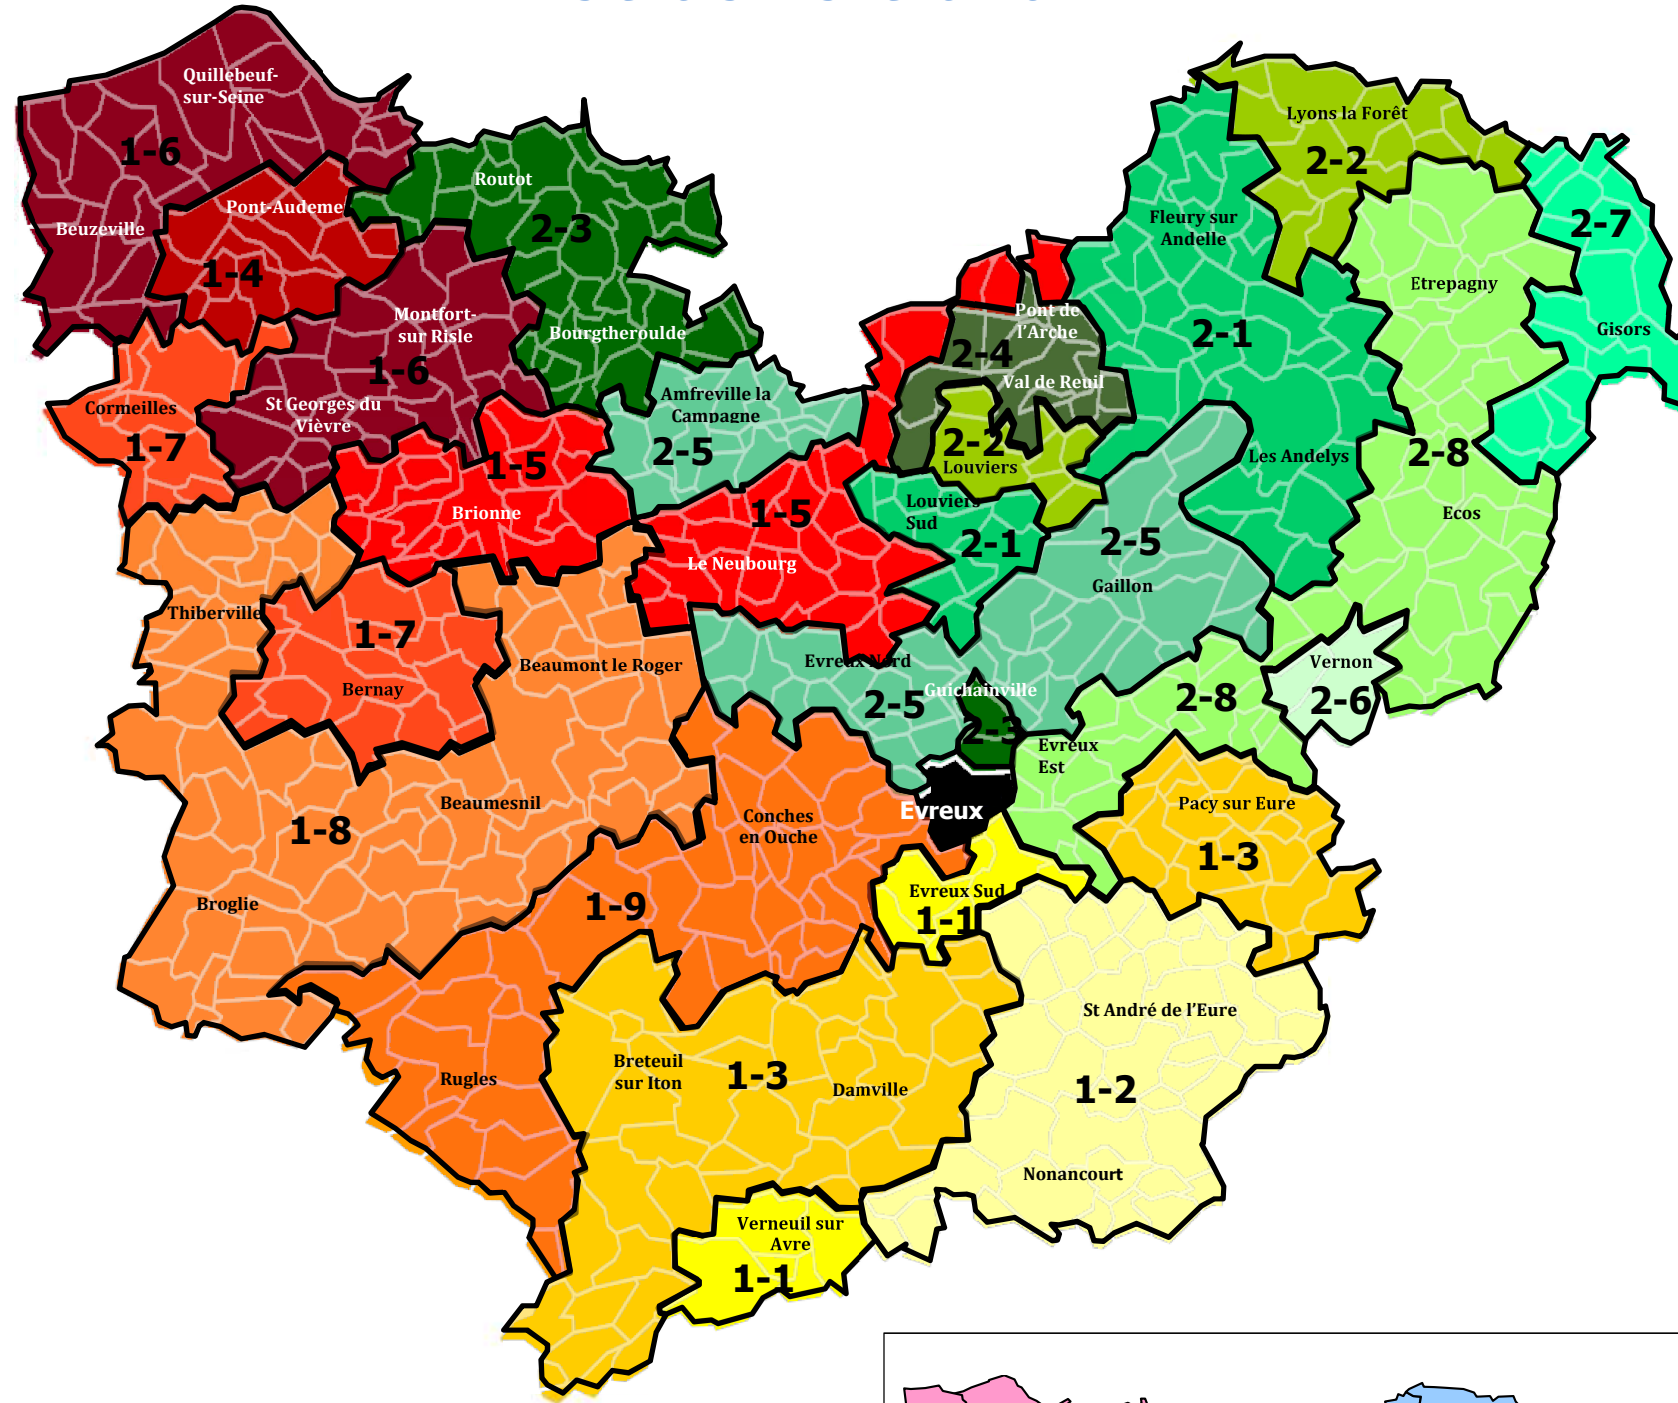 Quillebeuf-
sur-Seine
1-6
Beuzeville
Pont-Audemer
1-4
Routot
2-3
Bourgtheroulde
Montfort-
sur Risle
1-6
St Georges du
Vièvre
Cormeilles
1-7
Lyons la Forêt
2-2
Fleury sur
Andelle
2-1
2-7
Gisors
Etrepagny
2-8
Ecos
Les Andelys
Pont de
l'Arche
2-4
Val de Reuil
2-2
Louviers
Louviers
Sud
2-1
Amfreville la
Campagne
2-5
1-5
Brionne
1-5
Le Neubourg
2-5
Gaillon
Thiberville
1-7
Bernay
Beaumont le Roger
Evreux Nord
2-5
Guichainville
2-3
Evreux
Est
2-8
Vernon
2-6
Beaumesnil
1-8
Broglie
Conches
en Ouche
1-9
Evreux
Evreux Sud
1-1
Pacy sur Eure
1-3
St André de l'Eure
1-2
Nonancourt
Rugles
Breteuil
sur Iton
1-3
Damville
Verneuil sur
Avre
1-1